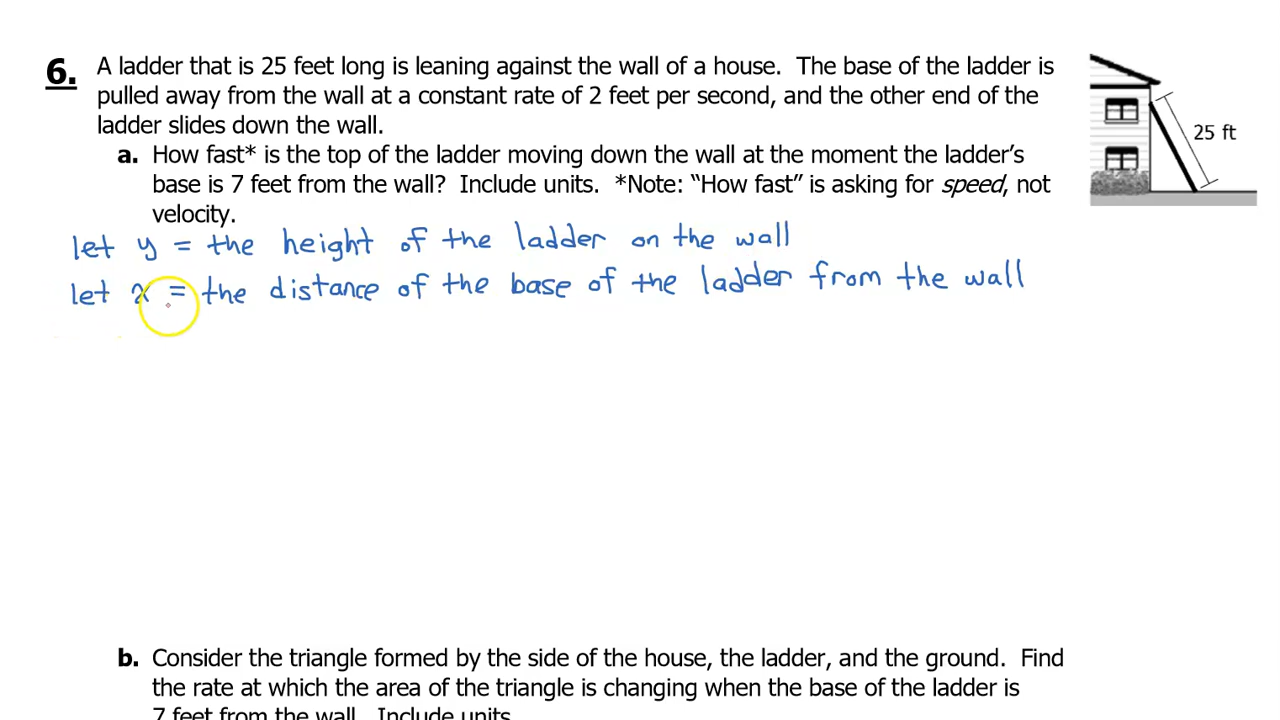 6. A ladder that is 25 feet long is leaning against the wall of a house. The base of the ladder is
pulled away from the wall at a constant rate of 2 feet per second, and the other end of the
ladder slides down the wall.
25 ft
a. How fast* is the top of the ladder moving down the wall at the moment the ladder's
base is 7 feet from the wall? Include units. *Note: "How fast" is asking for speed, not
velocity.
let y = the height of the ladder on the wall
let x = the distance of the base of the ladder from the wall
b. Consider the triangle formed by the side of the house, the ladder, and the ground. Find
the rate at which the area of the triangle is changing when the base of the ladder is
7 feet from the wall. Include units.